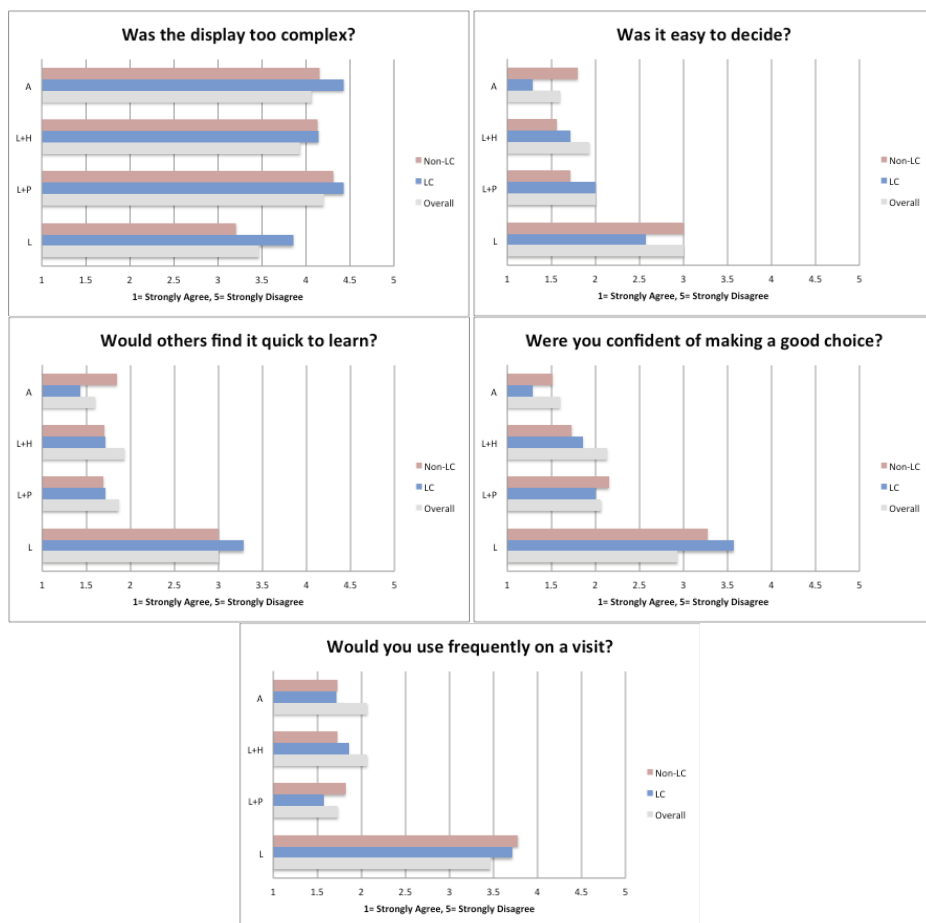 Was the display too complex?
A
L+H
L+P
L
Non-LC
LC
Overall
1 1.5 2 2.5 3 3.5 4 4.5 5
1= Strongly Agree, 5= Strongly Disagree
Was it easy to decide?
A
L+H
L+P
L
Non-LC
LC
Overall
1 1.5 2 2.5 3 3.5 4 4.5 5
1= Strongly Agree, 5= Strongly Disagree
Would others find it quick to learn?
A
L+H
L+P
L
Non-LC
LC
Overall
1 1.5 2 2.5 3 3.5 4 4.5 5
1= Strongly Agree, 5= Strongly Disagree
Were you confident of making a good choice?
A
L+H
L+P
L
Non-LC
LC
Overall
1 1.5 2 2.5 3 3.5 4 4.5 5
1= Strongly Agree, 5= Strongly Disagree
Would you use frequently on a visit?
A
L+H
L+P
L
Non-LC
LC
Overall
1 1.5 2 2.5 3 3.5 4 4.5 5
1= Strongly Agree, 5= Strongly Disagree